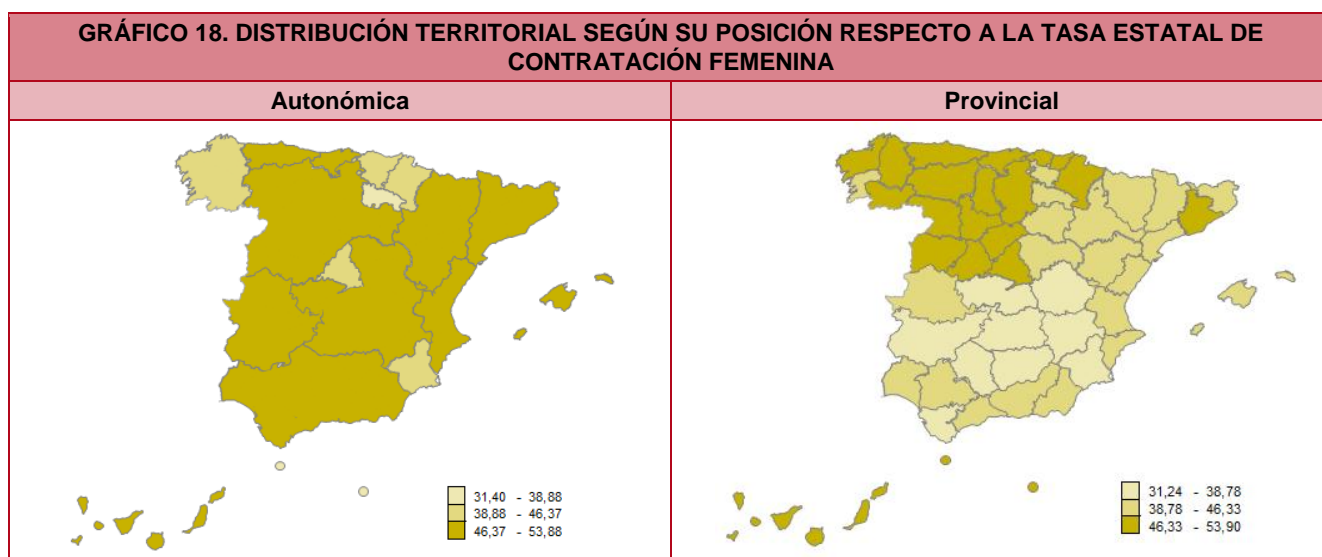 GRÁFICO 18. DISTRIBUCIÓN TERRITORIAL SEGÚN SU POSICIÓN RESPECTO A LA TASA ESTATAL DE
CONTRATACIÓN FEMENINA
Autonómica
Provincial
31,40 - 38,88
38,88 - 46,37
46,37 - 53,88
31,24 - 38,78
38,78 - 46,33
46,33 - 53,90